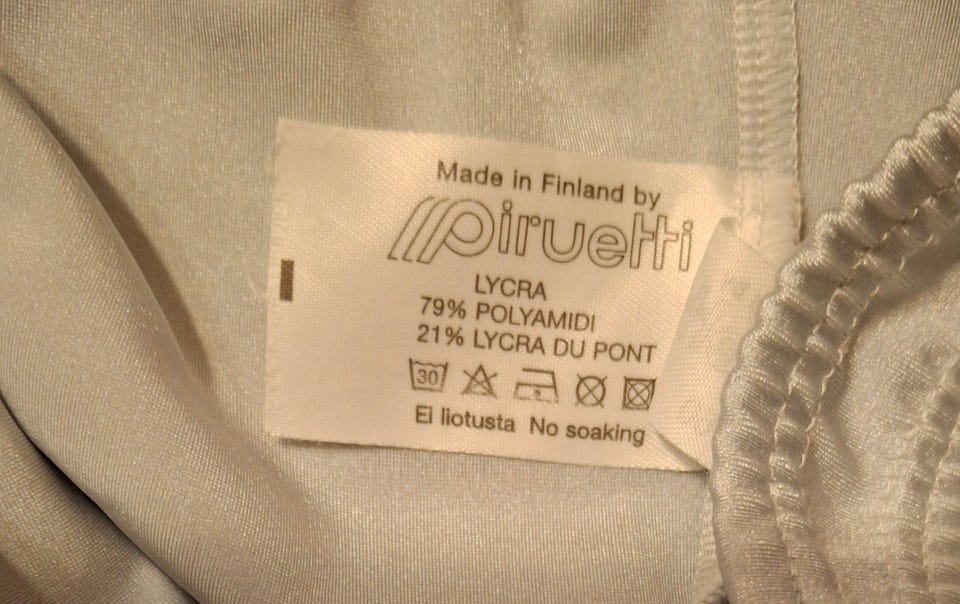 Made in Finland by
piruetti
LYCRA
79% POLYAMIDI
21% LYCRA DU PONT
30
Ei liotusta No soaking